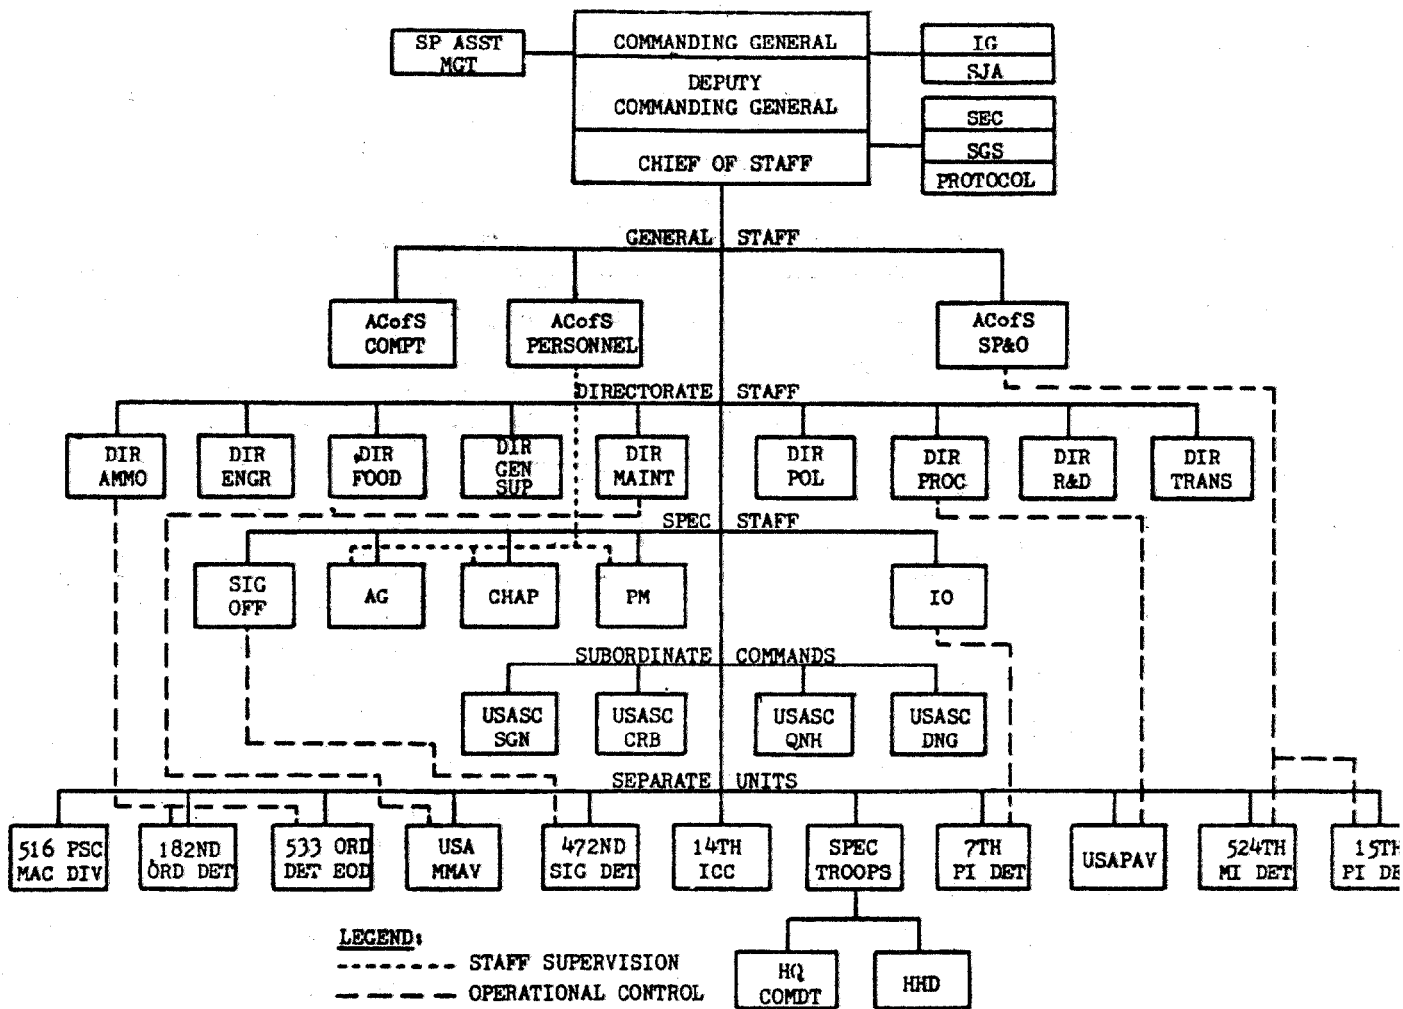 SP ASST
MGT
COMMANDING GENERAL
DEPUTY
COMMANDING GENERAL
CHIEF OF STAFF
IG
SJA
SEC
SGS
PROTOCOL
GENERAL STAFF
ACofS
COMPT
ACofS
PERSONNEL
ACofS
SP&O
DIRECTORATE STAFF
DIR
AMMO
DIR
ENGR
DIR
FOOD
DIR
GEN
SUP
DIR
MAINT
DIR
POL
DIR
PROC
DIR
R&D
DIR
TRANS
SPEC STAFF
SIG
OFF
AG
CHAP
PM
IO
SUBORDINATE COMMANDS
USASC
SGN
USASC
CRB
USASC
QNH
USASC
DNG
SEPARATE UNITS
516 PSC
MAC DIV
182ND
ORD DET
533 ORD
DET EOD
USA
MMAV
472ND
SIG DET
14TH
ICC
SPEC
TROOPS
7TH
PI DET
USAPAV
524TH
MI DET
15TH
PI DE
HQ
COMDT
HHD
LEGEND:
STAFF SUPERVISION
OPERATIONAL CONTROL